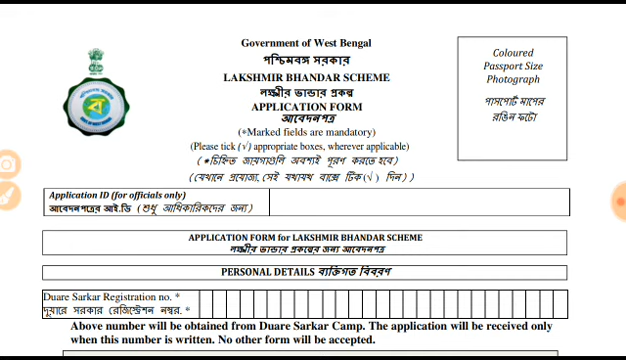 Government of West Bengal
পশ্চিমবঙ্গ সরকার
LAKSHMIR BHANDAR SCHEME
লক্ষ্মীর ভান্ডার প্রকল্প
APPLICATION FORM
আবেদনপত্র
(*Marked fields are mandatory)
(Please tick (√) appropriate boxes, wherever applicable)
(*চিহ্নিত জায়গাগুলি অবশ্যই পূরণ করতে হবে)
(যেখানে প্রযোজ্য, সেই যথাযথ বাক্সে টিক (√) দিন))
Coloured
Passport Size
Photograph
পাসপোর্ট মাপের
রঙিন ফটো
Application ID (for officials only)
আবেদনপত্রের আই.ডি (শুধু আধিকারিকদের জন্য)
APPLICATION FORM for LAKSHMIR BHANDAR SCHEME
লক্ষ্মীর ভান্ডার প্রকল্পের জন্য আবেদনপত্র
PERSONAL DETAILS ব্যক্তিগত বিবরণ
Duare Sarkar Registration no. *
দুয়ারে সরকার রেজিস্ট্রেশন নম্বর. *
Above number will be obtained from Duare Sarkar Camp. The application will be received only
when this number is written. No other form will be accepted.